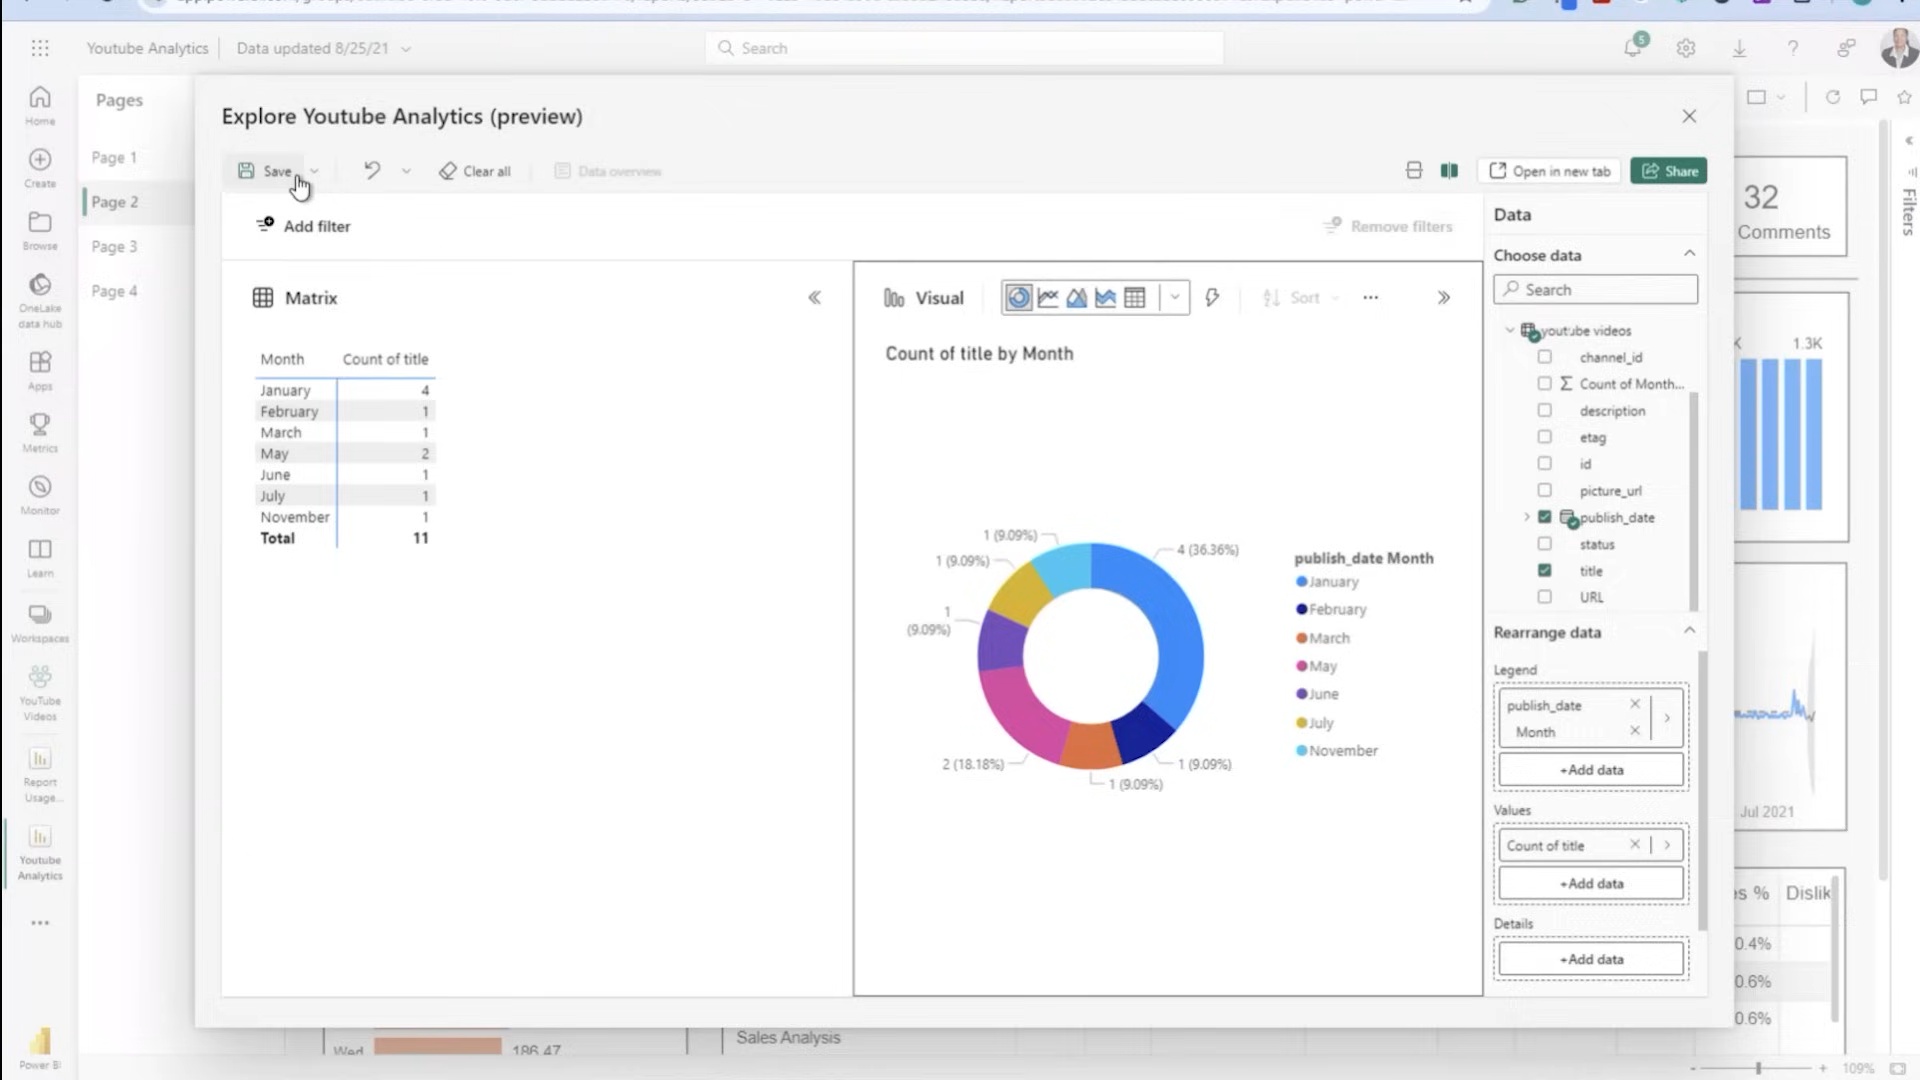 Youtube Analytics
Data updated 8/25/21
Search
5
Home
Create
Browse
OneLake
data hub
Apps
Metrics
Monitor
Learn
Workspaces
YouTube
Videos
Report
Usage...
Youtube
Analytics
Power BI
Pages
Page 1
Page 2
Page 3
Page 4
Explore Youtube Analytics (preview)
Save
Clear all
Data overview
Open in new tab
Share
Add filter
Remove filters
Matrix
Month Count of title
January 4
February 1
March 1
May 2
June 1
July 1
November 1
Total 11
Visual
Sort
Count of title by Month
1 (9.09%)
4 (36.36%)
1 (9.09%)
1
(9.09%)
2 (18.18%)
1 (9.09%)
1 (9.09%)
publish_date Month
January
February
March
May
June
July
November
Data
Choose data
Search
youtube videos
channel_id
Σ Count of Month...
description
etag
id
picture_url
publish_date
status
title
URL
Rearrange data
Legend
publish_date
Month
+Add data
Values
Count of title
+Add data
Details
+Add data
32
Comments
Filters
K 1.3K
Jul 2021
es % Dislik
0.4%
0.6%
0.6%
Wed 186.47
Sales Analysis
109%